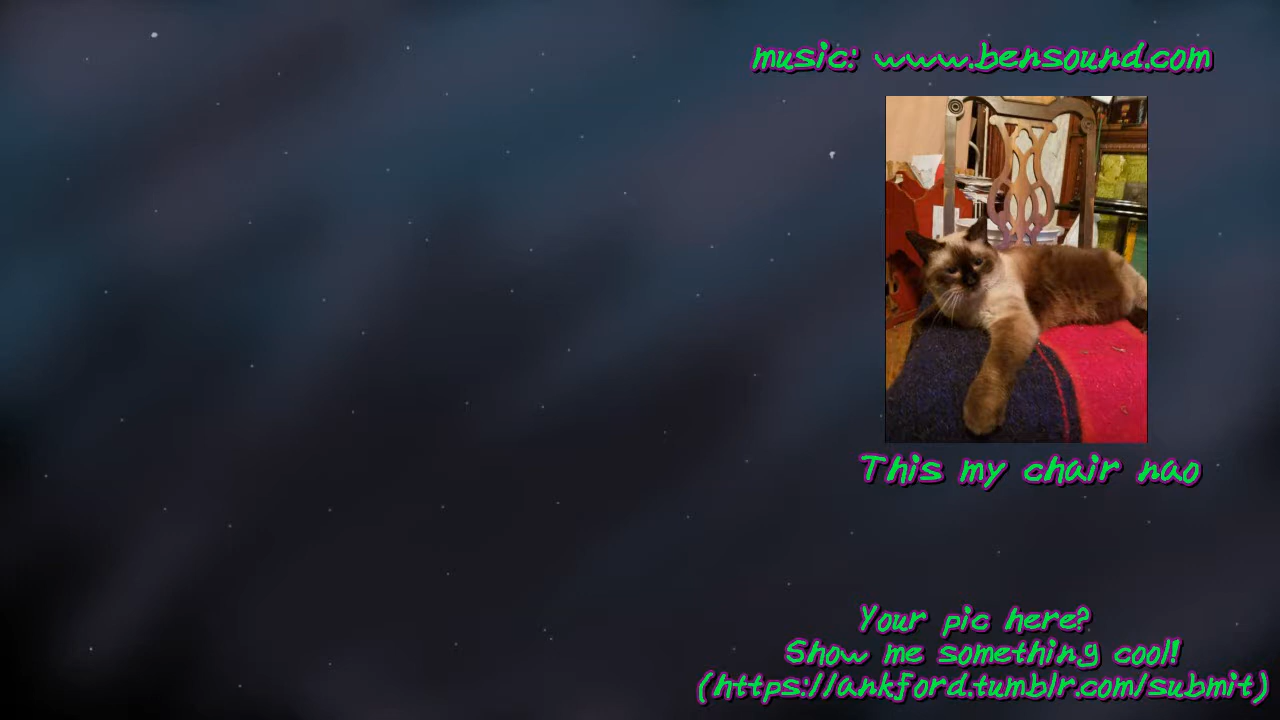 music: www.bensound.com
This my chair nao
Your pic here?
Show me something cool!
(https://ankford.tumblr.com/submit)